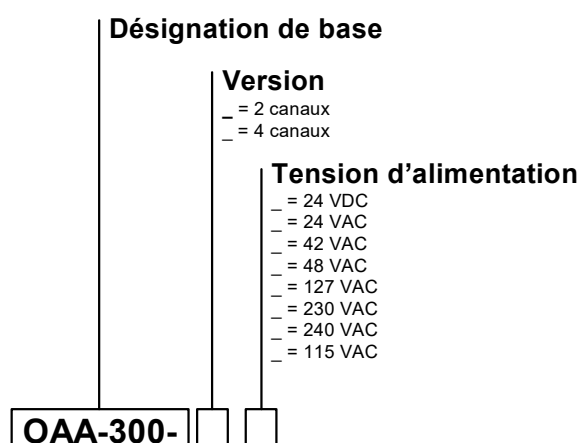 Désignation de base
Version
_ = 2 canaux
_ = 4 canaux
Tension d'alimentation
_ = 24 VDC
_ = 24 VAC
_ = 42 VAC
_ = 48 VAC
_ = 127 VAC
_ = 230 VAC
_ = 240 VAC
_ = 115 VAC
OAA-300-